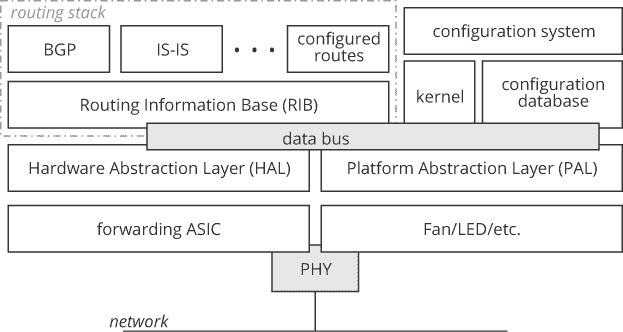 routing stack
BGP
IS-IS
• • •
configured
routes
configuration system
Routing Information Base (RIB)
kernel
configuration
database
data bus
Hardware Abstraction Layer (HAL)
Platform Abstraction Layer (PAL)
forwarding ASIC
Fan/LED/etc.
PHY
network